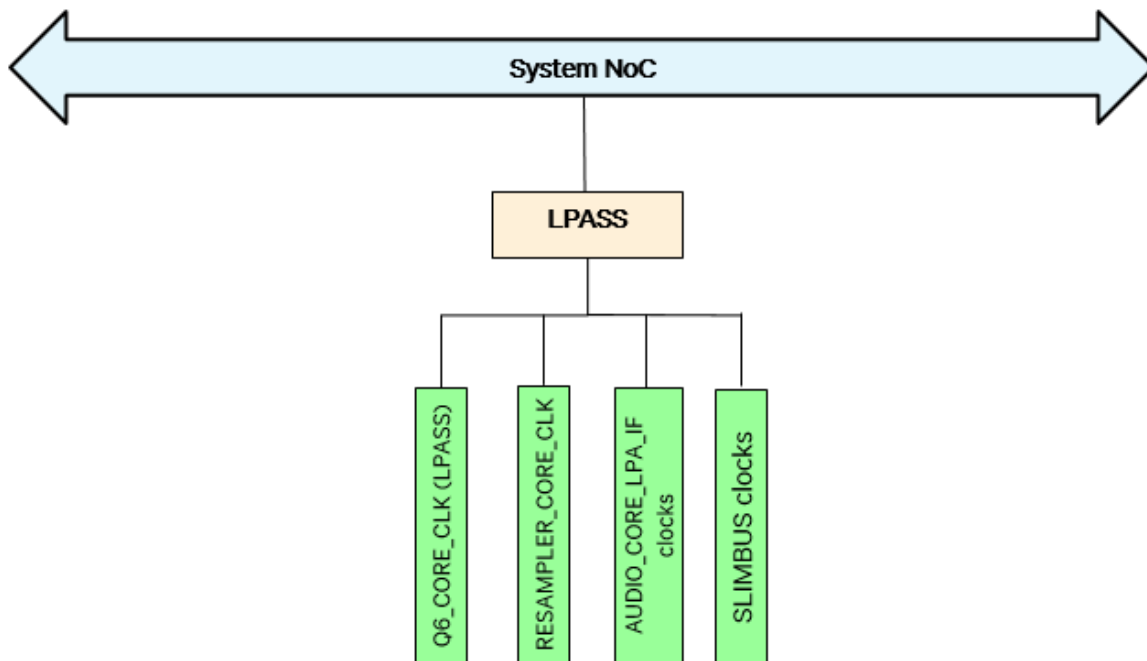 System NoC
LPASS
Q6_CORE_CLK (LPASS)
RESAMPLER_CORE_CLK
AUDIO_CORE_LPA_IF
clocks
SLIMBUS clocks